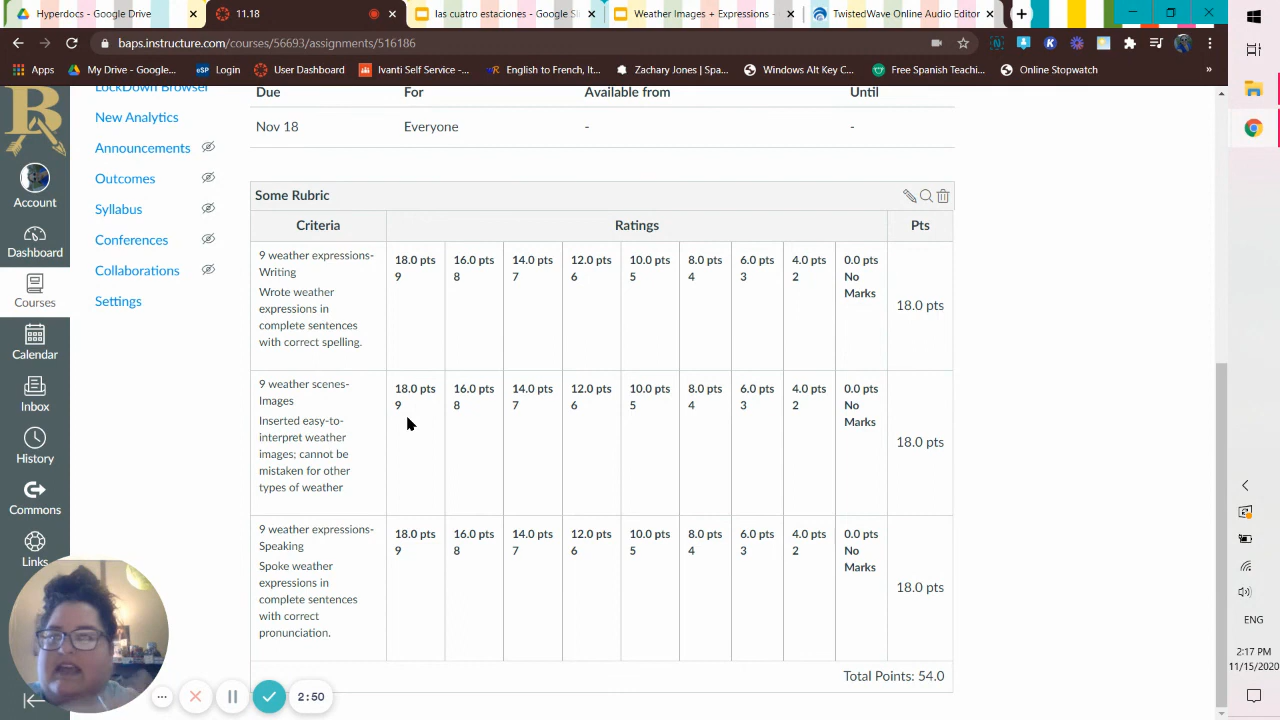 Hyperdocs - Google Drive
11.18
las cuatro estaciones - Google Sli
Weather Images + Expressions -
TwistedWave Online Audio Editor
baps.instructure.com/courses/56693/assignments/516186
Apps
My Drive - Google...
Login
User Dashboard
Ivanti Self Service -...
English to French, It...
Zachary Jones | Spa...
Windows Alt Key C...
Free Spanish Teachi...
Online Stopwatch
»
LockDown Browser
New Analytics
Announcements
Outcomes
Syllabus
Conferences
Collaborations
Settings
Account
Dashboard
Courses
Calendar
Inbox
History
Commons
Links
Due For Available from Until
Nov 18 Everyone - -
Some Rubric
Criteria Ratings Pts
9 weather expressions-
Writing
Wrote weather
expressions in
complete sentences
with correct spelling.
18.0 pts
9
16.0 pts
8
14.0 pts
7
12.0 pts
6
10.0 pts
5
8.0 pts
4
6.0 pts
3
4.0 pts
2
0.0 pts
No
Marks
18.0 pts
9 weather scenes-
Images
Inserted easy-to-
interpret weather
images; cannot be
mistaken for other
types of weather
18.0 pts
9
16.0 pts
8
14.0 pts
7
12.0 pts
6
10.0 pts
5
8.0 pts
4
6.0 pts
3
4.0 pts
2
0.0 pts
No
Marks
18.0 pts
9 weather expressions-
Speaking
Spoke weather
expressions in
complete sentences
with correct
pronunciation.
18.0 pts
9
16.0 pts
8
14.0 pts
7
12.0 pts
6
10.0 pts
5
8.0 pts
4
6.0 pts
3
4.0 pts
2
0.0 pts
No
Marks
18.0 pts
Total Points: 54.0
2:50
ENG
2:17 PM
11/15/2020